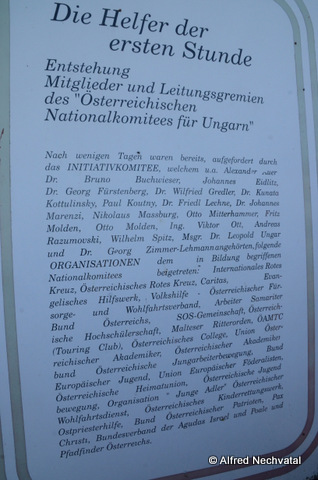 Die Helfer der
ersten Stunde
Entstehung
Mitglieder und Leitungsgremien
des "Österreichischen
Nationalkomitees für Ungarn"
Nach wenigen Tagen waren bereits, aufgefordert durch
das INITIATIVKOMITEE, welchem u.a. Alexander
Dr. Bruno Buchwieser, Johannes Eidlitz,
Dr. Georg Fürstenberg, Dr. Wilfried Gredler, Dr. Kunata
Kottulinsky, Paul Koutny, Dr. Friedl Lechne, Dr. Johannes
Marenzi, Nikolaus Massburg, Otto Mitterhammer, Fritz
Molden, Otto Molden, Ing. Viktor Ott, Andreas
Razumovski, Wilhelm Spitz, Msgr. Dr. Leopold Ungar
und Dr. Georg Zimmer-Lehmann angehörten, folgende
ORGANISATIONEN dem in Bildung begriffenen
Nationalkomitees beigetreten: Internationales Rotes
Kreuz, Österreichisches Rotes Kreuz, Caritas, Evan-
gelisches Hilfswerk, Volkshilfe - Österreichischer Für-
sorge- und Wohlfahrtsverband, Arbeiter Samariter
Bund Österreichs, SOS-Gemeinschaft, Österreich-
ische Hochschülerschaft, Malteser Ritterorden, ÖAMTC
(Touring Club), Österreichisches College, Union Öster-
reichischer Akademiker, Österreichischer Akademiker
bund Österreichische Jungarbeiterbewegung, Bund
Europäischer Jugend, Union Europäischer Föderalisten,
Österreichische Heimatunion, Österreichische Jugend
bewegung, Organisation "Junge Adler" Österreichischer
Wohlfahrtsdienst, Österreichisches Kinderrettungswerk,
Ostpriesterhilfe, Bund Österreichischer Patrioten, Pax
Christi, Bundesverband der Agudas Israel und Poale und
Pfadfinder Österreichs.
© Alfred Nechvatal